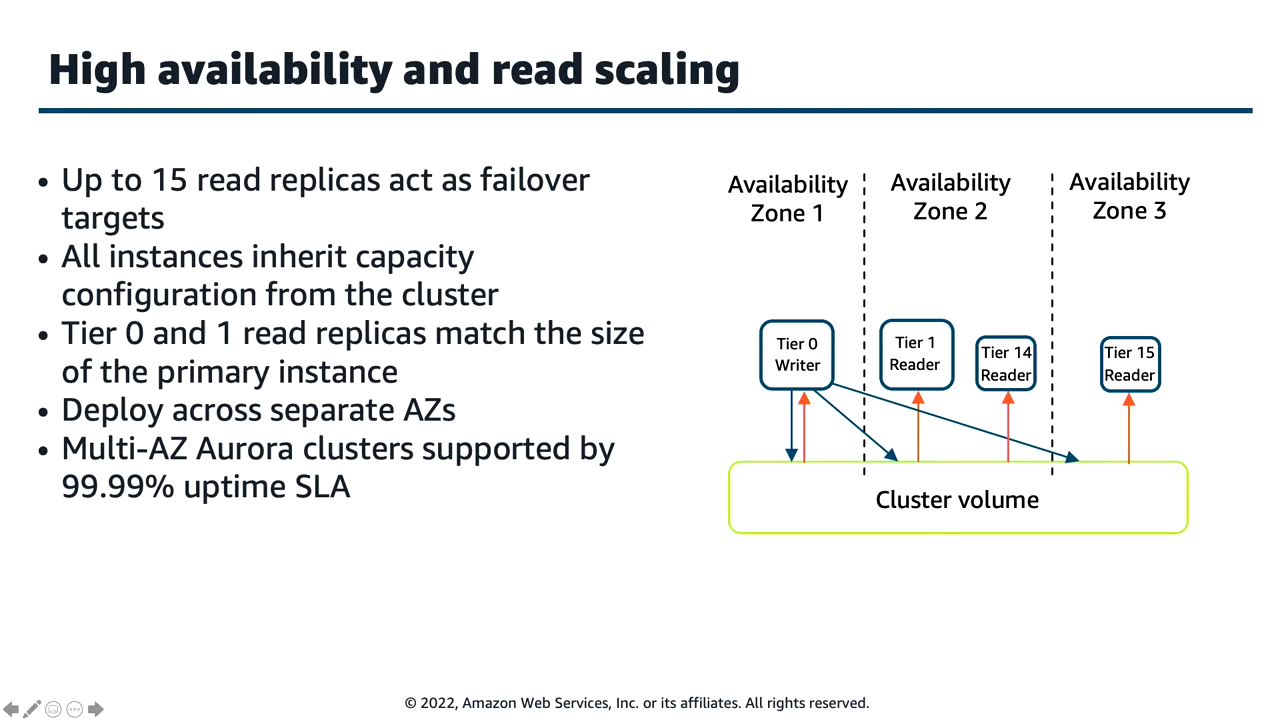 High availability and read scaling
• Up to 15 read replicas act as failover
targets
• All instances inherit capacity
configuration from the cluster
• Tier 0 and 1 read replicas match the size
of the primary instance
• Deploy across separate AZs
• Multi-AZ Aurora clusters supported by
99.99% uptime SLA
Availability
Zone 1
Availability
Zone 2
Availability
Zone 3
Tier 0
Writer
Tier 1
Reader
Tier 14
Reader
Tier 15
Reader
Cluster volume
© 2022, Amazon Web Services, Inc. or its affiliates. All rights reserved.